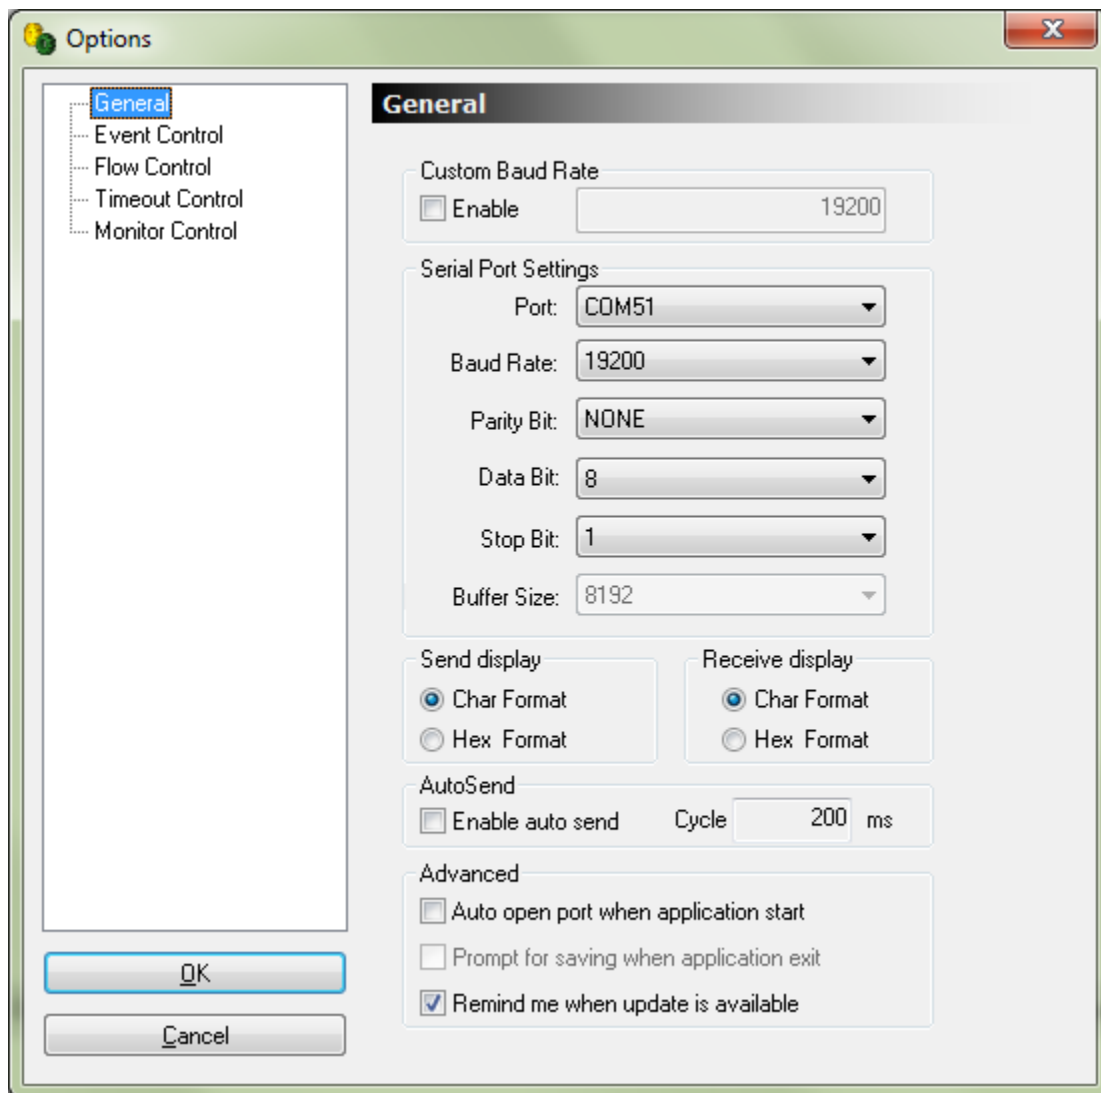 Options
X
General
Event Control
Flow Control
Timeout Control
Monitor Control
OK
Cancel
General
Custom Baud Rate
Enable 19200
Serial Port Settings
Port: COM51
Baud Rate: 19200
Parity Bit: NONE
Data Bit: 8
Stop Bit: 1
Buffer Size: 8192
Send display
Char Format
Hex Format
Receive display
Char Format
Hex Format
AutoSend
Enable auto send Cycle 200 ms
Advanced
Auto open port when application start
Prompt for saving when application exit
Remind me when update is available